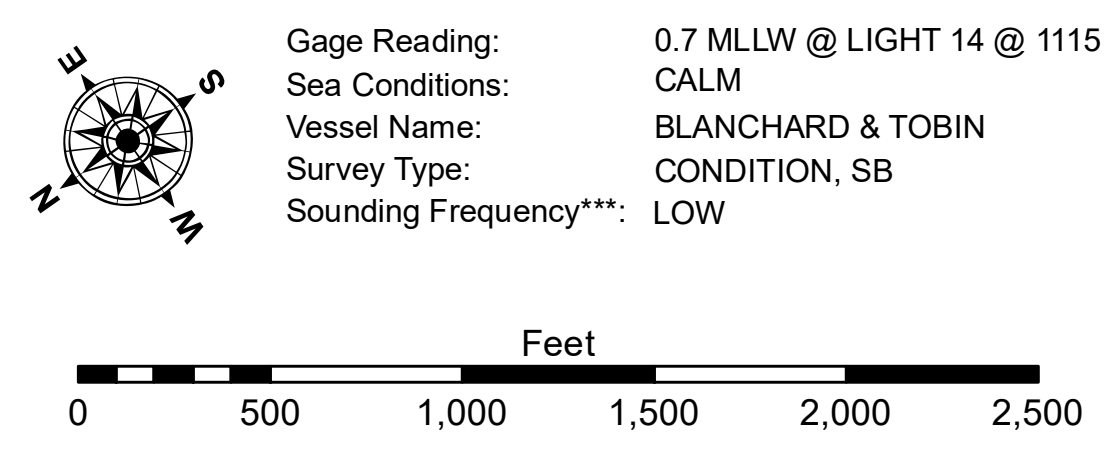 E
S
N
W
Gage Reading: 0.7 MLLW @ LIGHT 14 @ 1115
Sea Conditions: CALM
Vessel Name: BLANCHARD & TOBIN
Survey Type: CONDITION, SB
Sounding Frequency***: LOW
Feet
0 500 1,000 1,500 2,000 2,500